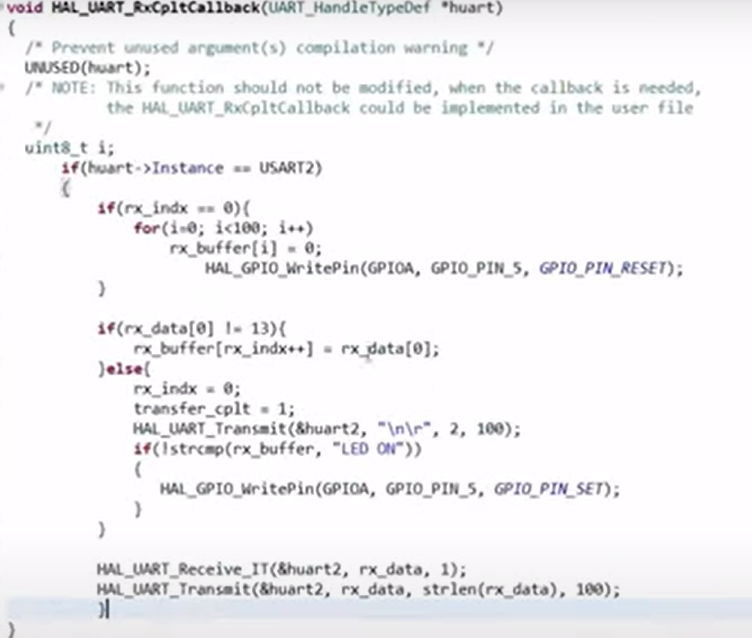 void HAL_UART_RxCpltCallback(UART_HandleTypeDef *huart)
{
/* Prevent unused argument(s) compilation warning */
UNUSED(huart);
/* NOTE: This function should not be modified, when the callback is needed,
the HAL_UART_RxCpltCallback could be implemented in the user file
*/
uint8_t i;
if(huart->Instance == USART2)
{
if(rx_indx == 0){
for(i=0; i<100; i++)
rx_buffer[i] = 0;
HAL_GPIO_WritePin(GPIOA, GPIO_PIN_5, GPIO_PIN_RESET);
}
if(rx_data[0] != 13){
rx_buffer[rx_indx++] = rx_data[0];
}else{
rx_indx = 0;
transfer_cplt = 1;
HAL_UART_Transmit(&huart2, "\n\r", 2, 100);
if(!strcmp(rx_buffer, "LED ON"))
{
HAL_GPIO_WritePin(GPIOA, GPIO_PIN_5, GPIO_PIN_SET);
}
}
HAL_UART_Receive_IT(&huart2, rx_data, 1);
HAL_UART_Transmit(&huart2, rx_data, strlen(rx_data), 100);
}
}